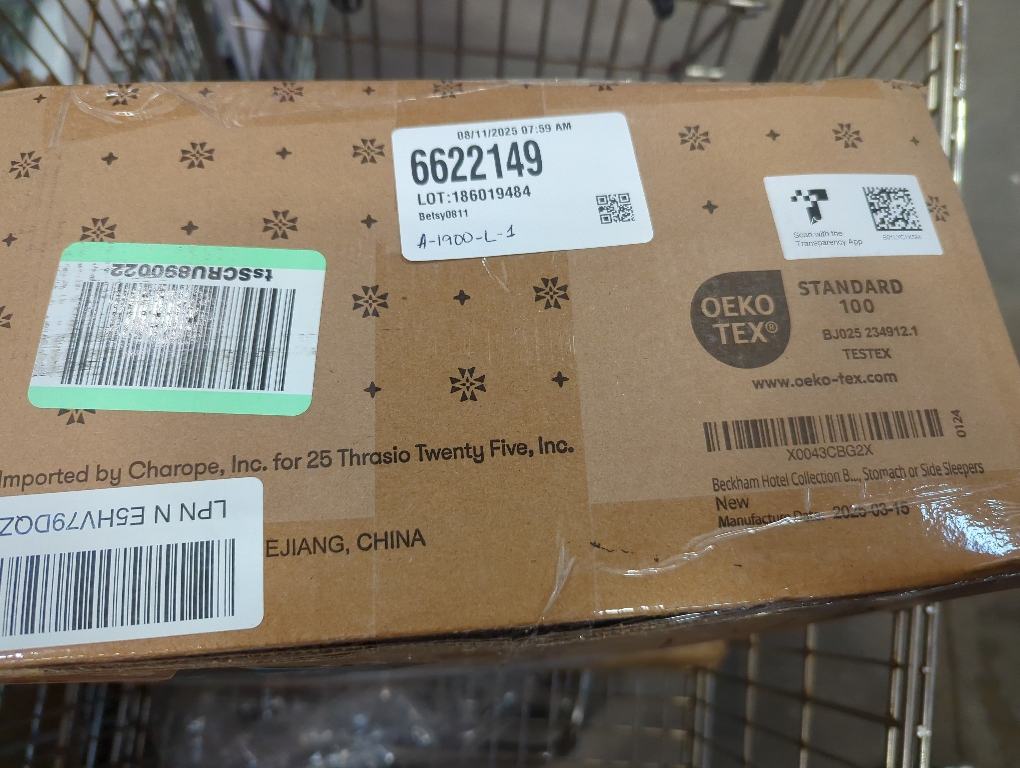 08/11/2025 07:59 AM
6622149
LOT:186019484
Betsy0811
A-1900-L-1
Scan with the
Transparency App
tsSCRU890022
OEKO
TEX®
STANDARD
100
BJ025 234912.1
TESTEX
www.oeko-tex.com
X0043CBG2X
0124
Beckham Hotel Collection B..., Stomach or Side Sleepers
New
Manufacture Date:
Imported by Charope, Inc. for 25 Thrasio Twenty Five, Inc.
EJIANG, CHINA
LPN N E5HV79DQZ